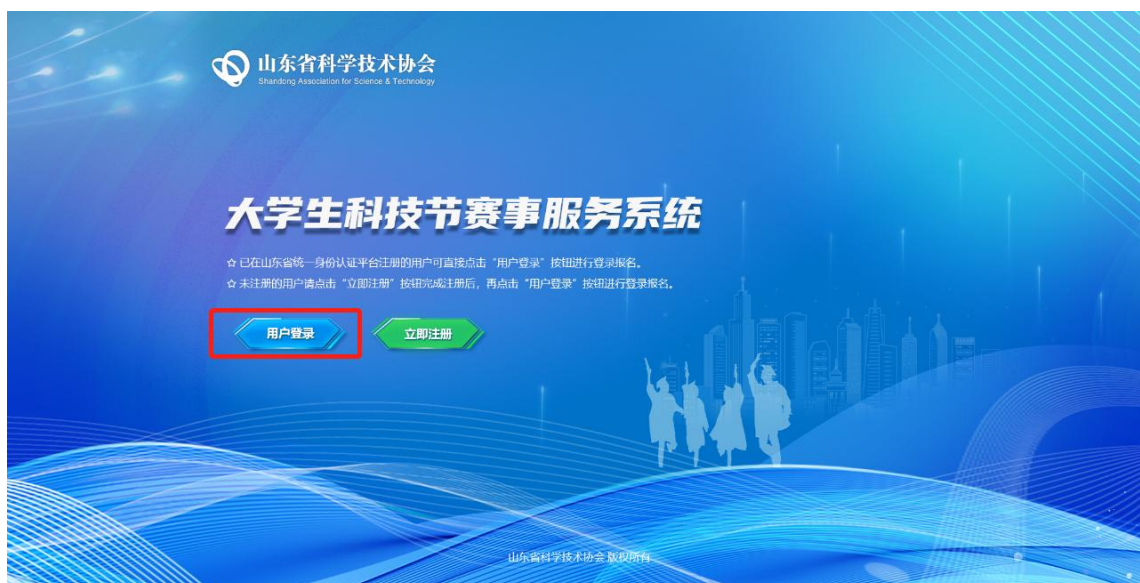 山东省科学技术协会
Shandong Association for Science & Technology
大学生科技节赛事服务系统
☆ 已在山东省统一身份认证平台注册的用户可直接点击“用户登录”按钮进行登录报名。
☆ 未注册的用户请点击“立即注册”按钮完成注册后，再点击“用户登录”按钮进行登录报名。
用户登录 立即注册
山东省科学技术协会 版权所有